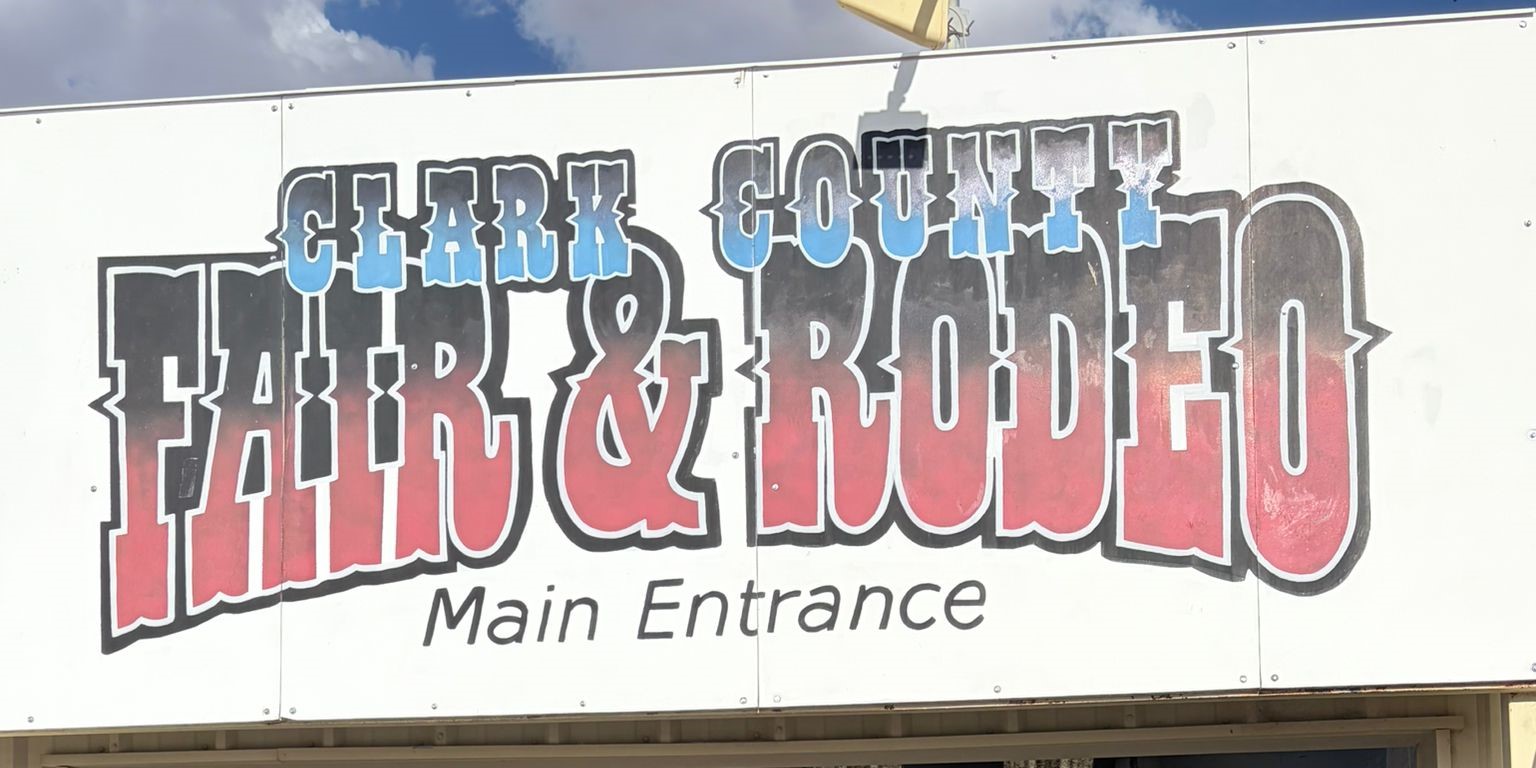 CLARK COUNTY
FAIR & RODEO
Main Entrance